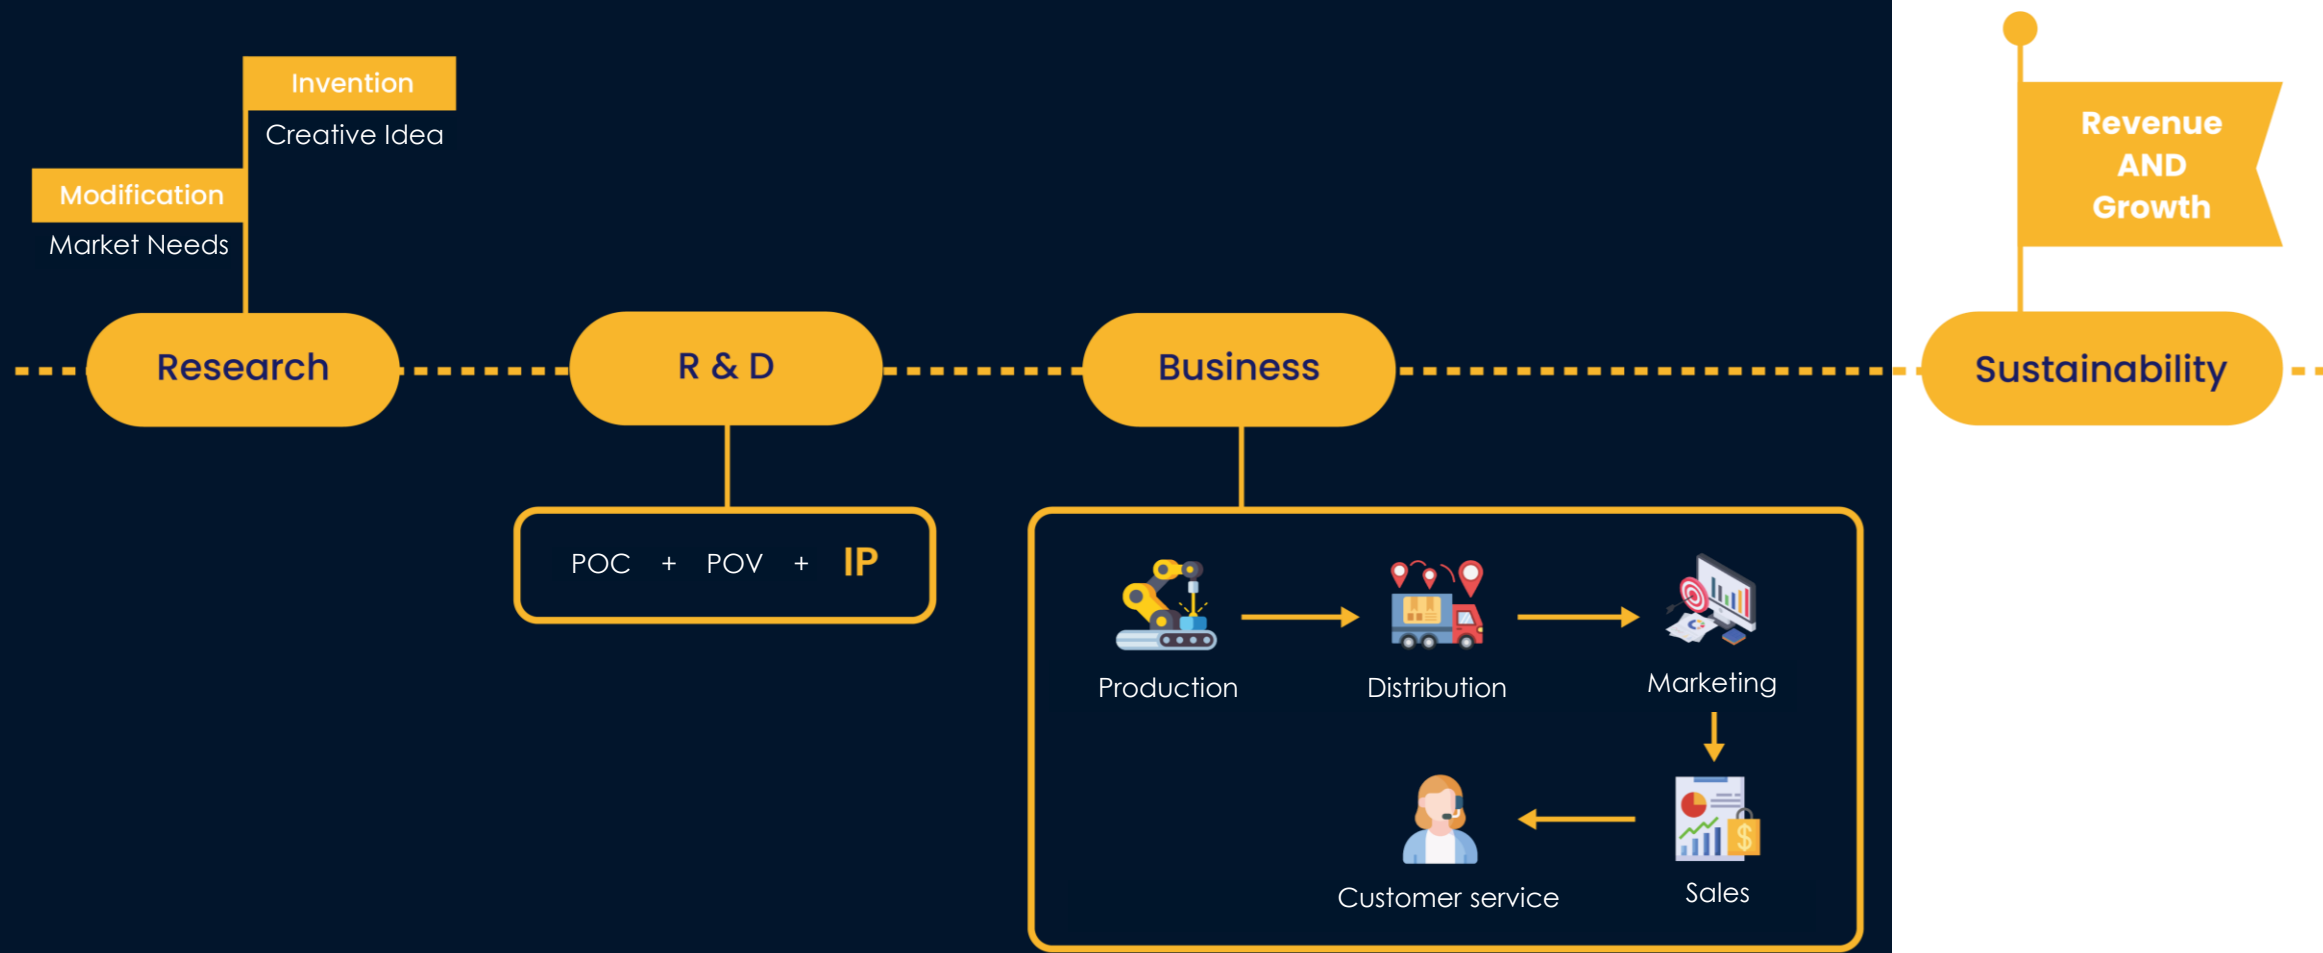 Invention
Creative Idea
Modification
Market Needs
Revenue
AND
Growth
Research
R & D
Business
Sustainability
POC + POV + IP
Production
Distribution
Marketing
Customer service
Sales